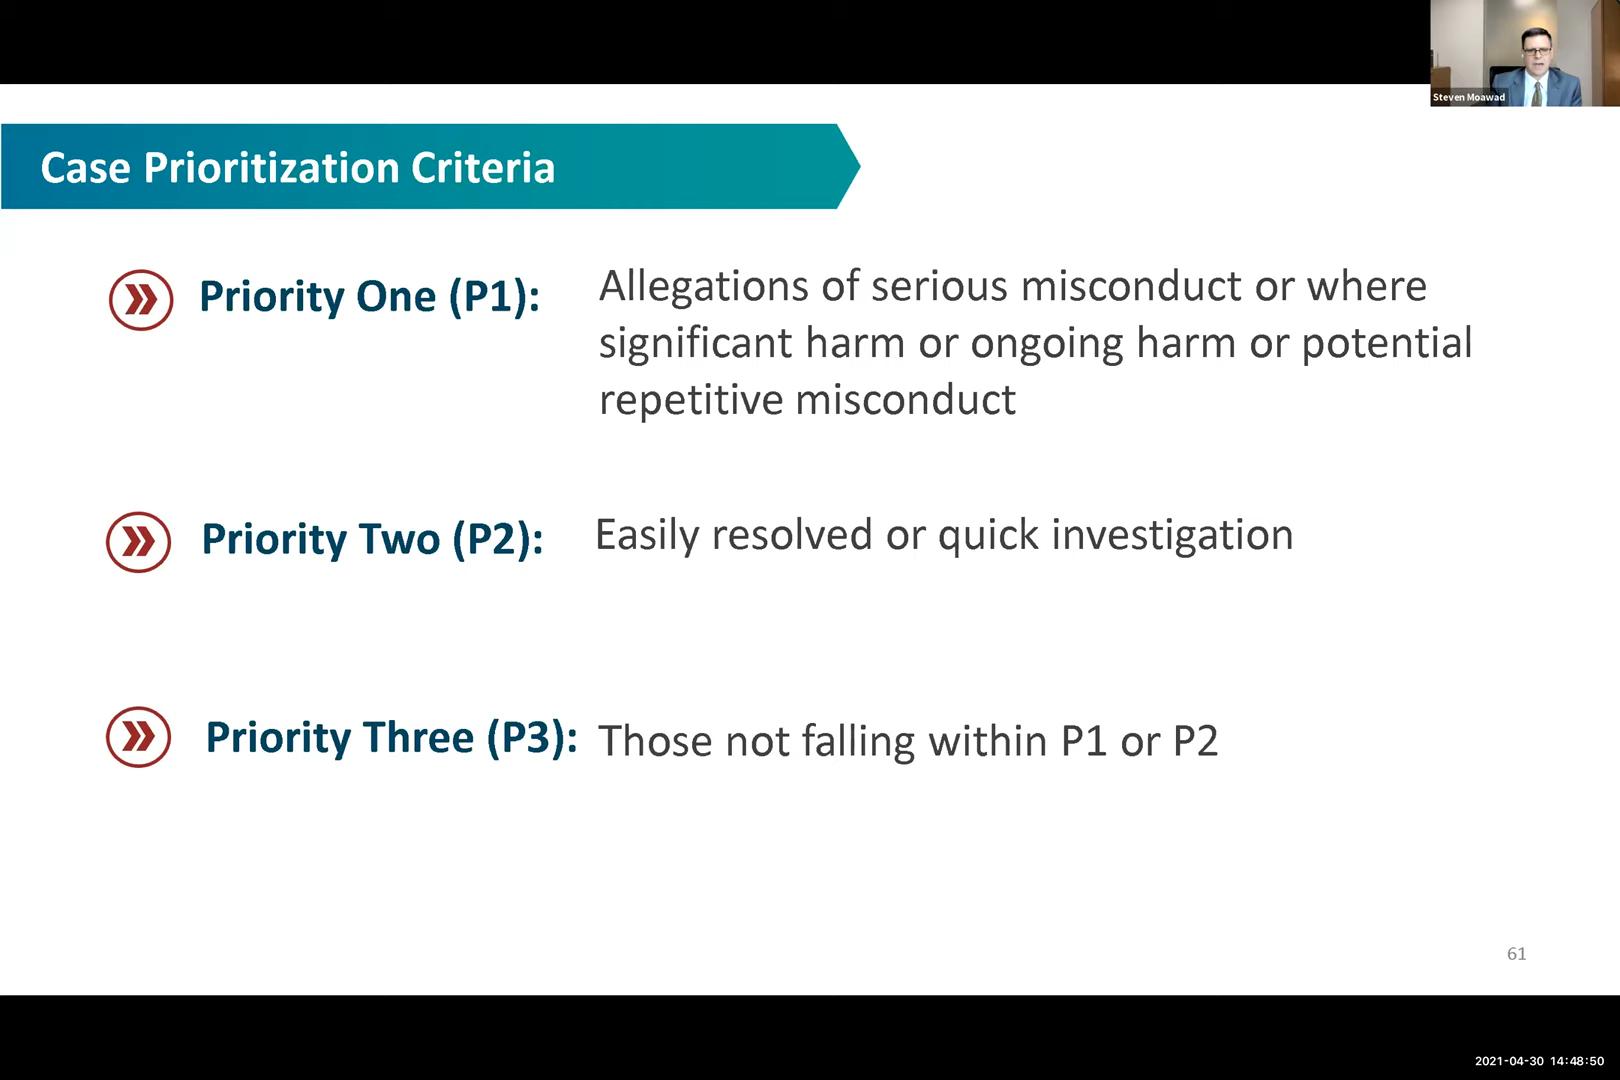 Steven Moawad
Case Prioritization Criteria
Priority One (P1):
Allegations of serious misconduct or where
significant harm or ongoing harm or potential
repetitive misconduct
Priority Two (P2):
Easily resolved or quick investigation
Priority Three (P3):
Those not falling within P1 or P2
61
2021-04-30 14:48:50